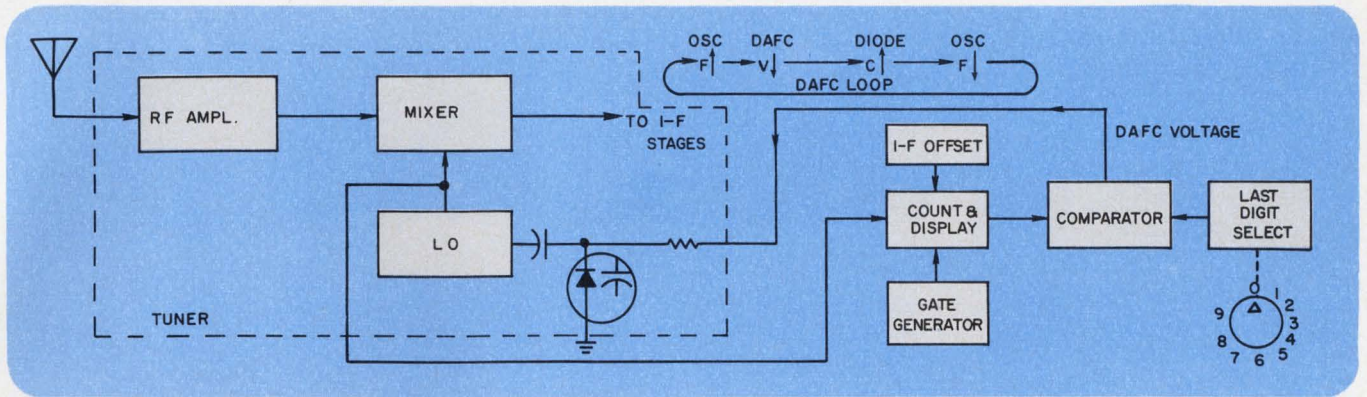 OSC DAFC DIODE OSC
F V C F
DAFC LOOP
RF AMPL.
MIXER
TO I-F
STAGES
DAFC VOLTAGE
I-F OFFSET
LO
COUNT &
DISPLAY
COMPARATOR
LAST
DIGIT
SELECT
GATE
GENERATOR
TUNER
0
1
2
3
4
5
6
7
8
9